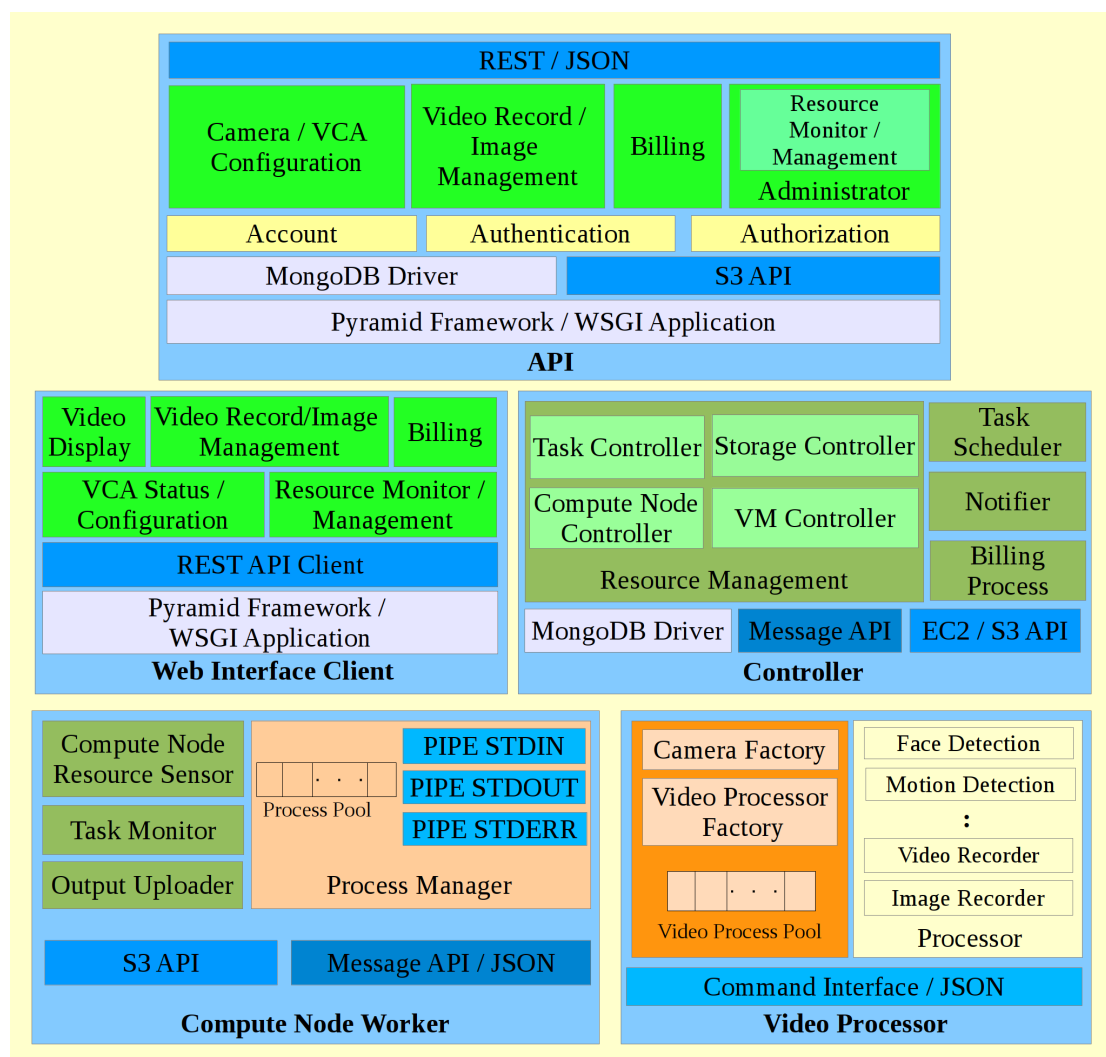 REST / JSON
Camera / VCA
Configuration
Video Record /
Image
Management
Billing
Resource
Monitor /
Management
Administrator
Account
Authentication
Authorization
MongoDB Driver
S3 API
Pyramid Framework / WSGI Application
API
Video
Display
Video Record/Image
Management
Billing
VCA Status /
Configuration
Resource Monitor /
Management
REST API Client
Pyramid Framework /
WSGI Application
Web Interface Client
Task Controller
Storage Controller
Compute Node
Controller
VM Controller
Resource Management
Task
Scheduler
Notifier
Billing
Process
MongoDB Driver
Message API
EC2 / S3 API
Controller
Compute Node
Resource Sensor
Task Monitor
Output Uploader
. . .
Process Pool
PIPE STDIN
PIPE STDOUT
PIPE STDERR
Process Manager
S3 API
Message API / JSON
Compute Node Worker
Camera Factory
Video Processor
Factory
. . .
Video Process Pool
Face Detection
Motion Detection
:
Video Recorder
Image Recorder
Processor
Command Interface / JSON
Video Processor